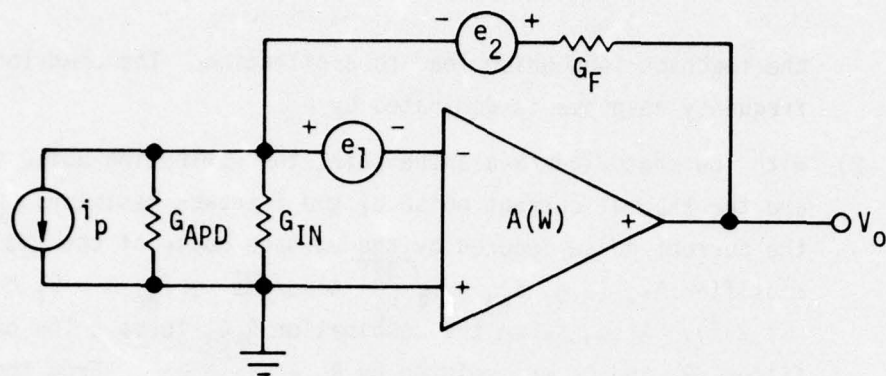 - e2 +
GF
+ e1 -
-
ip
GAPD
GIN
A(W)
+
Vo
+